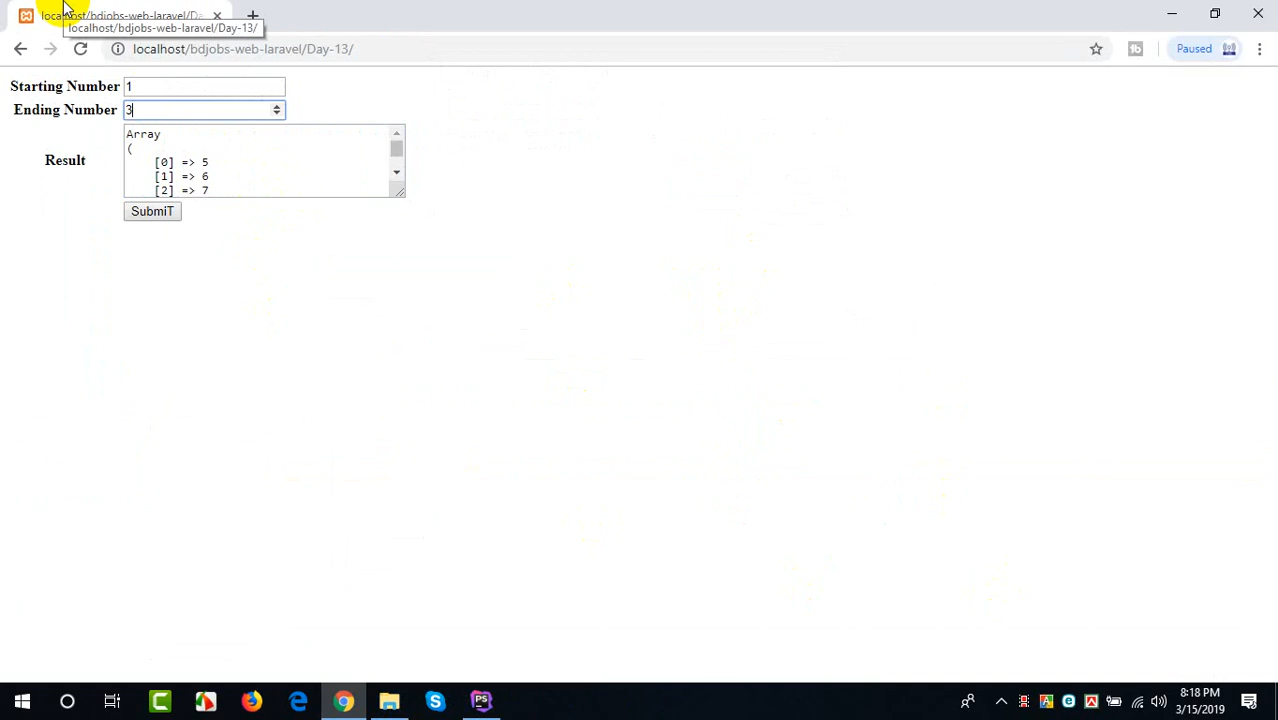 localhost/bdjobs-web-laravel/Da
localhost/bdjobs-web-laravel/Day-13/
localhost/bdjobs-web-laravel/Day-13/
Paused
Starting Number 1
Ending Number 3
Result
Array
(
[0] => 5
[1] => 6
[2] => 7
SubmiT
8:18 PM
3/15/2019